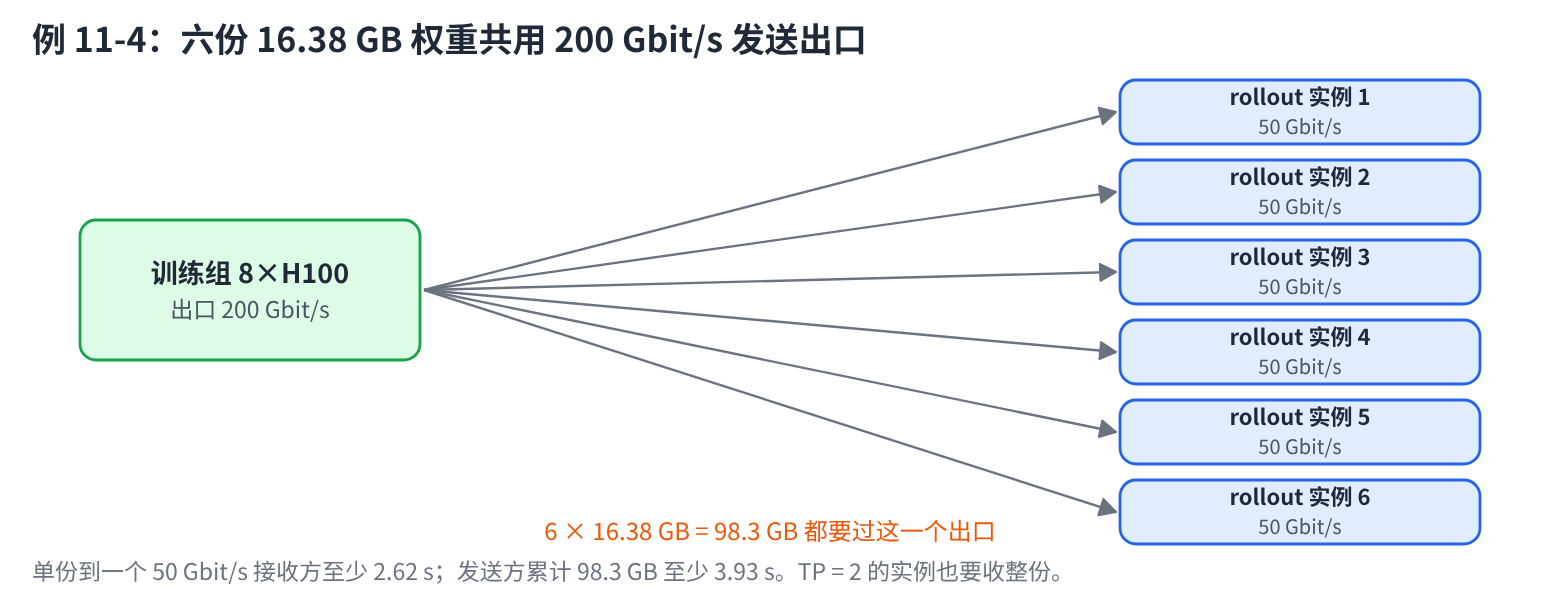 例 11-4：六份 16.38 GB 权重共用 200 Gbit/s 发送出口
rollout 实例 1
50 Gbit/s
rollout 实例 2
50 Gbit/s
rollout 实例 3
50 Gbit/s
训练组 8×H100
出口 200 Gbit/s
rollout 实例 4
50 Gbit/s
rollout 实例 5
50 Gbit/s
rollout 实例 6
50 Gbit/s
6 × 16.38 GB = 98.3 GB 都要过这一个出口
单份到一个 50 Gbit/s 接收方至少 2.62 s；发送方累计 98.3 GB 至少 3.93 s。TP = 2 的实例也要收整份。